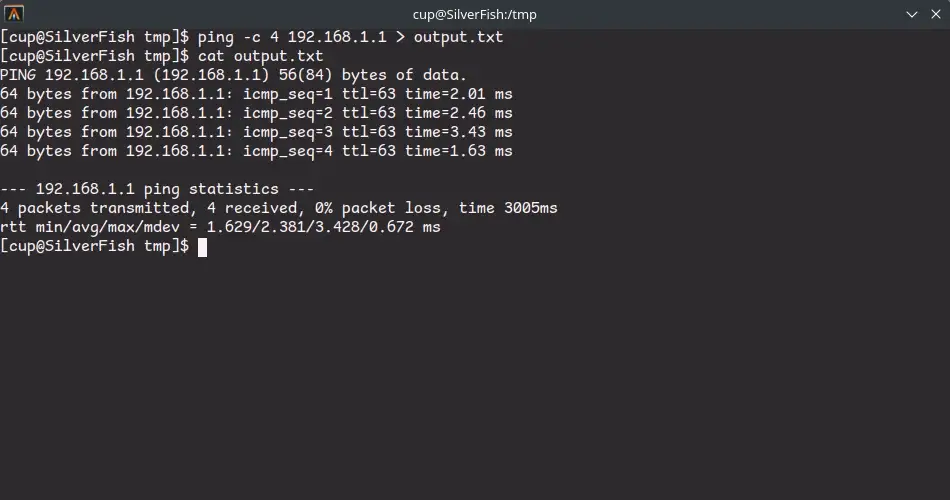 cup@SilverFish:/tmp
[cup@SilverFish tmp]$ ping -c 4 192.168.1.1 > output.txt
[cup@SilverFish tmp]$ cat output.txt
PING 192.168.1.1 (192.168.1.1) 56(84) bytes of data.
64 bytes from 192.168.1.1: icmp_seq=1 ttl=63 time=2.01 ms
64 bytes from 192.168.1.1: icmp_seq=2 ttl=63 time=2.46 ms
64 bytes from 192.168.1.1: icmp_seq=3 ttl=63 time=3.43 ms
64 bytes from 192.168.1.1: icmp_seq=4 ttl=63 time=1.63 ms

--- 192.168.1.1 ping statistics ---
4 packets transmitted, 4 received, 0% packet loss, time 3005ms
rtt min/avg/max/mdev = 1.629/2.381/3.428/0.672 ms
[cup@SilverFish tmp]$